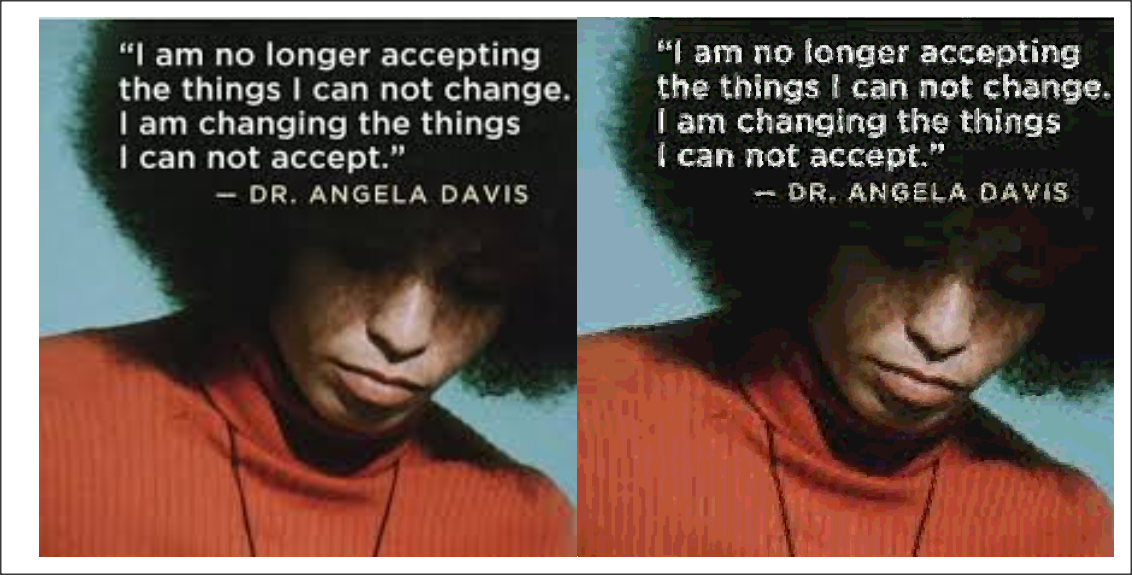 “I am no longer accepting
the things I can not change.
I am changing the things
I can not accept.”
— DR. ANGELA DAVIS
“I am no longer accepting
the things I can not change.
I am changing the things
I can not accept.”
— DR. ANGELA DAVIS